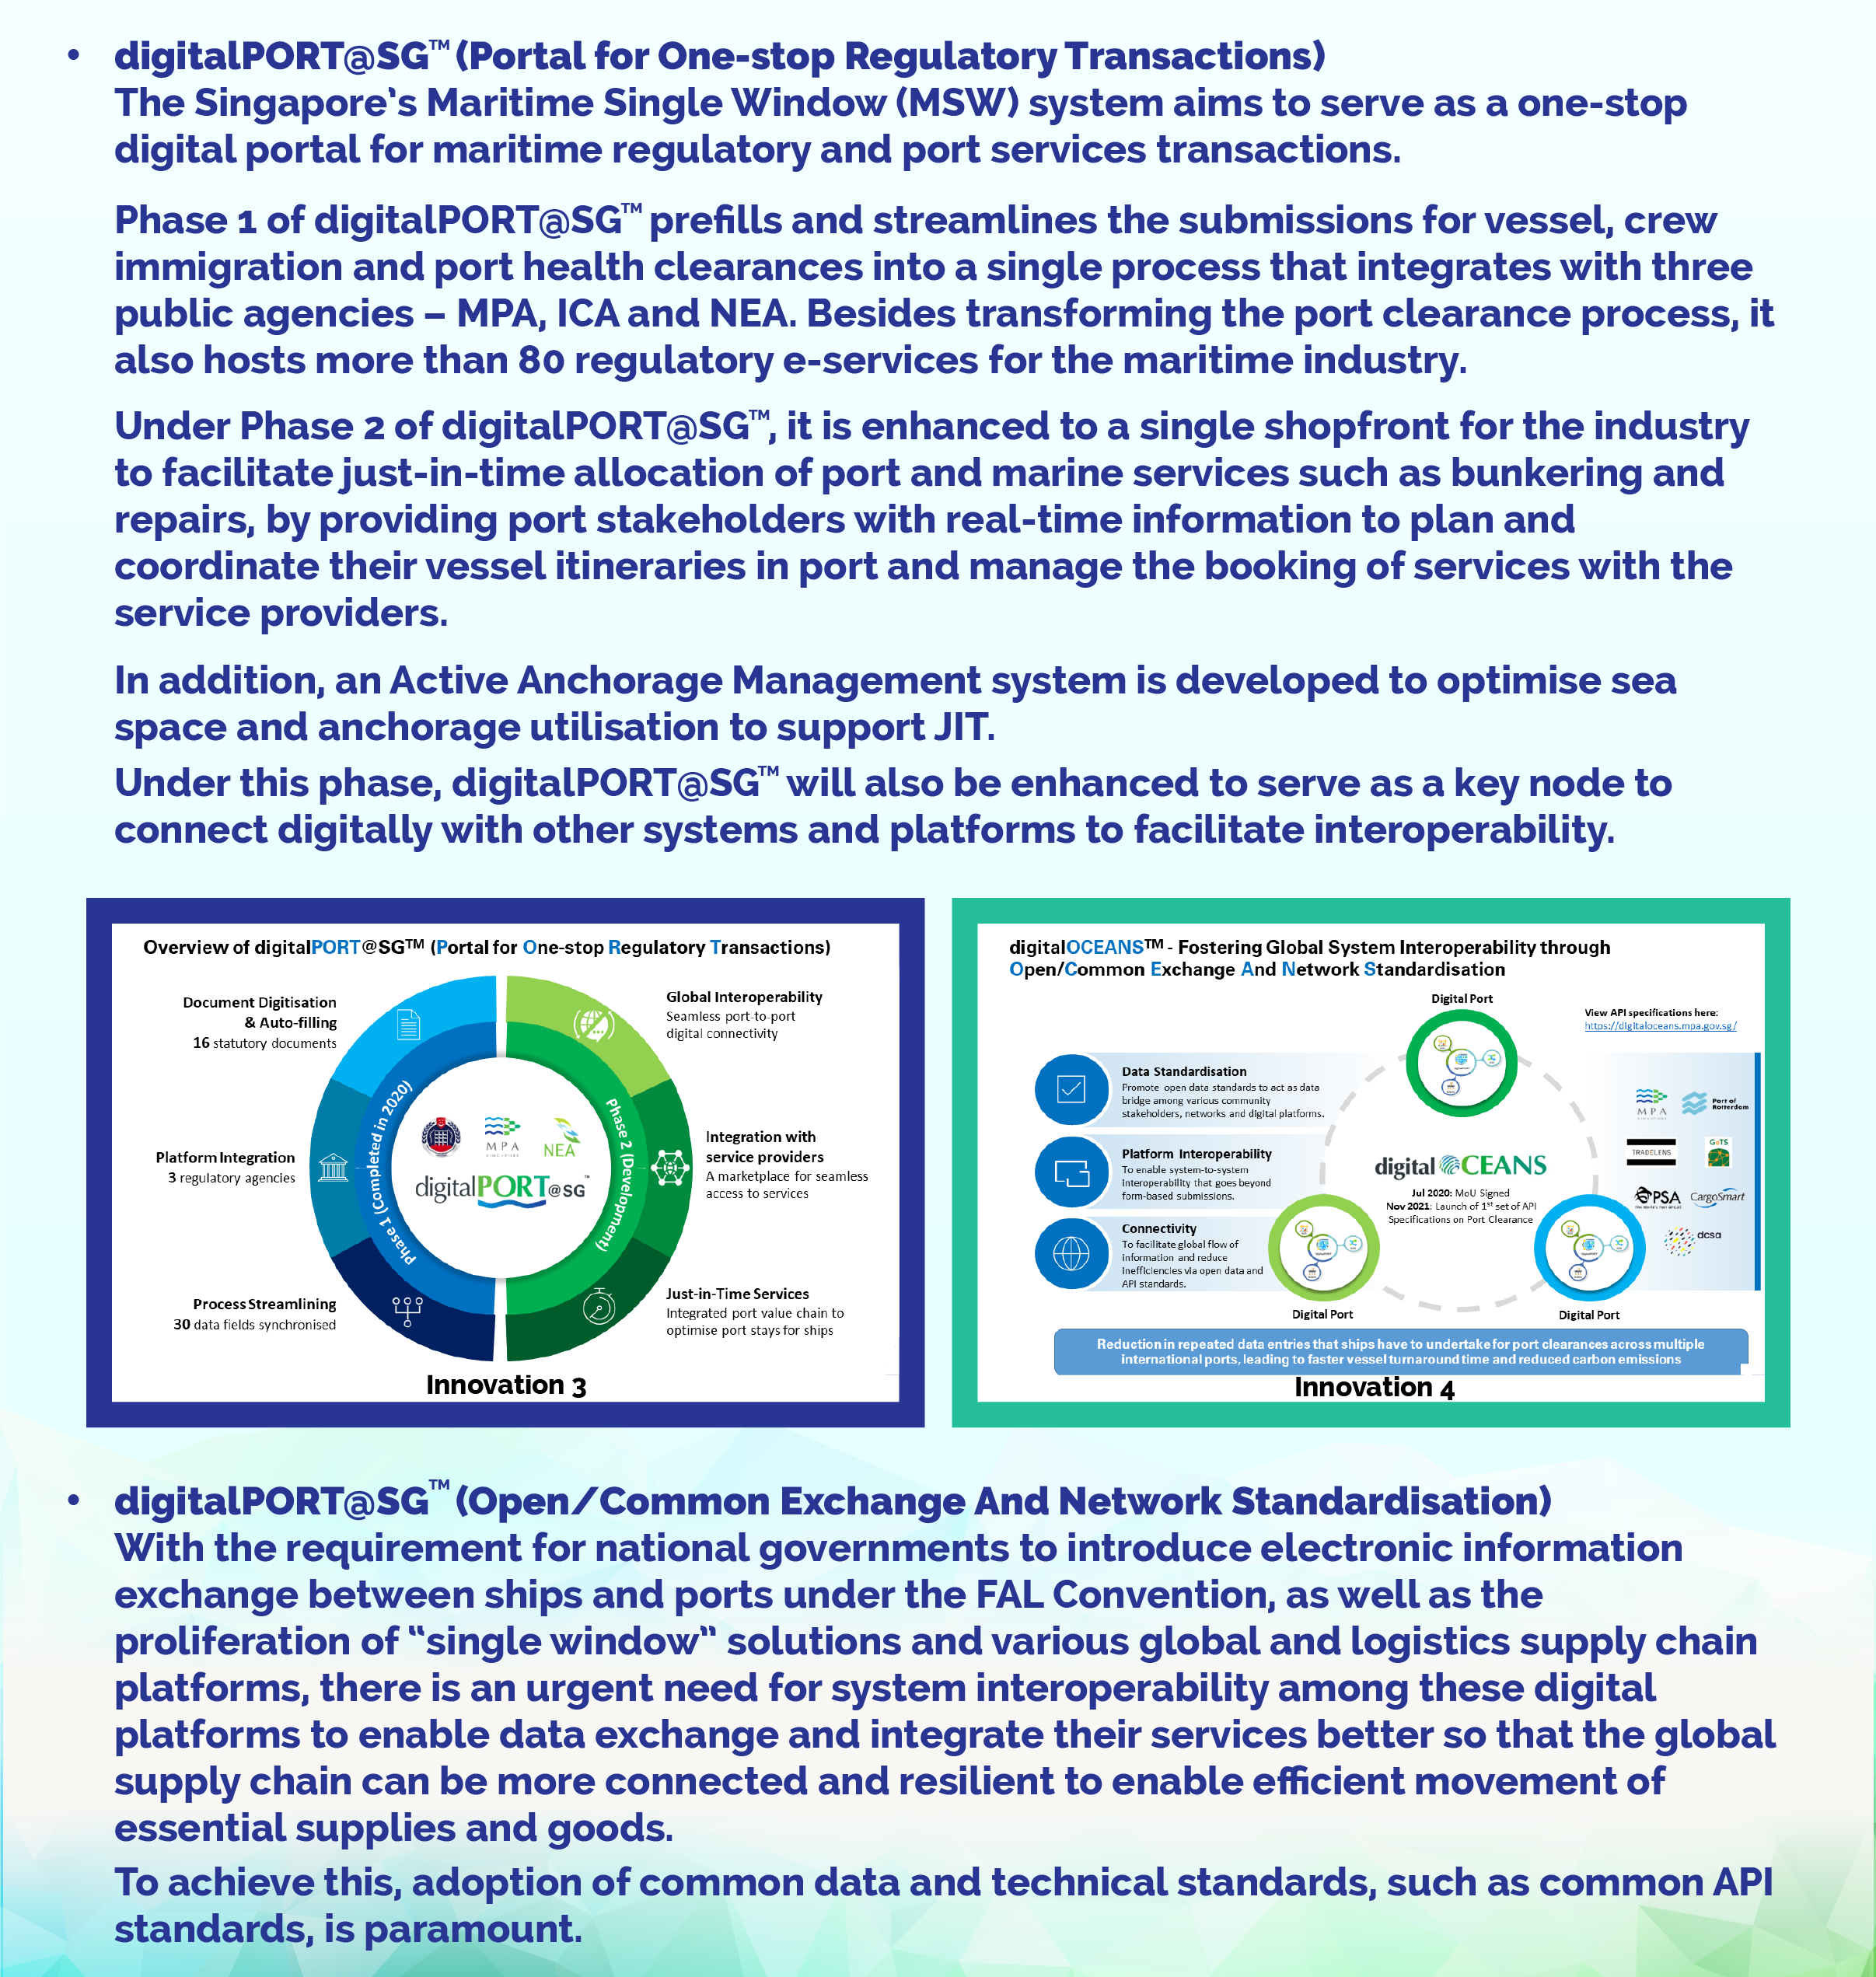 • digitalPORT@SG™ (Portal for One-stop Regulatory Transactions)
The Singapore's Maritime Single Window (MSW) system aims to serve as a one-stop
digital portal for maritime regulatory and port services transactions.
Phase 1 of digitalPORT@SG™ prefills and streamlines the submissions for vessel, crew
immigration and port health clearances into a single process that integrates with three
public agencies – MPA, ICA and NEA. Besides transforming the port clearance process, it
also hosts more than 80 regulatory e-services for the maritime industry.
Under Phase 2 of digitalPORT@SG™, it is enhanced to a single shopfront for the industry
to facilitate just-in-time allocation of port and marine services such as bunkering and
repairs, by providing port stakeholders with real-time information to plan and
coordinate their vessel itineraries in port and manage the booking of services with the
service providers.
In addition, an Active Anchorage Management system is developed to optimise sea
space and anchorage utilisation to support JIT.
Under this phase, digitalPORT@SG™ will also be enhanced to serve as a key node to
connect digitally with other systems and platforms to facilitate interoperability.
Overview of digitalPORT@SG™ (Portal for One-stop Regulatory Transactions)
Document Digitisation
& Auto-filling
16 statutory documents
Platform Integration
3 regulatory agencies
Process Streamlining
30 data fields synchronised
Phase 1 (Completed in 2020)
MPA
SINGAPORE
NEA
digitalPORT@SG™
Phase 2 (Development)
Global Interoperability
Seamless port-to-port
digital connectivity
Integration with
service providers
A marketplace for seamless
access to services
Just-in-Time Services
Integrated port value chain to
optimise port stays for ships
Innovation 3
digitalOCEANS™ - Fostering Global System Interoperability through
Open/Common Exchange And Network Standardisation
Digital Port
View API specifications here:
https://digitaloceans.mpa.gov.sg/
Data Standardisation
Promote open data standards to act as data
bridge among various community
stakeholders, networks and digital platforms.
Platform Interoperability
To enable system-to-system
interoperability that goes beyond
form-based submissions.
Connectivity
To facilitate global flow of
information and reduce
inefficiencies via open data and
API standards.
digital OCEANS
Jul 2020: MoU Signed
Nov 2021: Launch of 1st set of API
Specifications on Port Clearance
Digital Port
Digital Port
MPA
Port of
Rotterdam
TRADELENS
GeTS
PSA
CargoSmart
dcsa
Reduction in repeated data entries that ships have to undertake for port clearances across multiple
international ports, leading to faster vessel turnaround time and reduced carbon emissions
Innovation 4
• digitalPORT@SG™ (Open/Common Exchange And Network Standardisation)
With the requirement for national governments to introduce electronic information
exchange between ships and ports under the FAL Convention, as well as the
proliferation of "single window" solutions and various global and logistics supply chain
platforms, there is an urgent need for system interoperability among these digital
platforms to enable data exchange and integrate their services better so that the global
supply chain can be more connected and resilient to enable efficient movement of
essential supplies and goods.
To achieve this, adoption of common data and technical standards, such as common API
standards, is paramount.